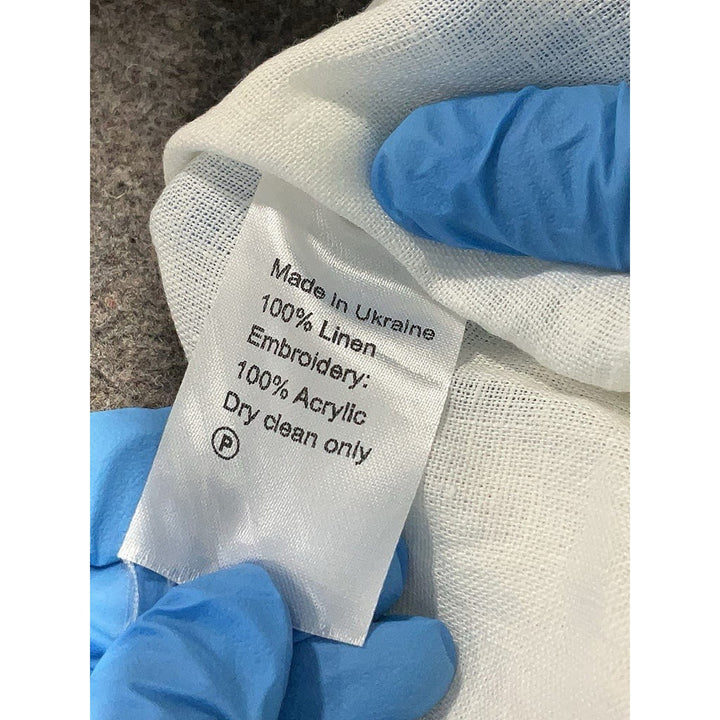 Made in Ukraine
100% Linen
Embroidery:
100% Acrylic
Dry clean only
P